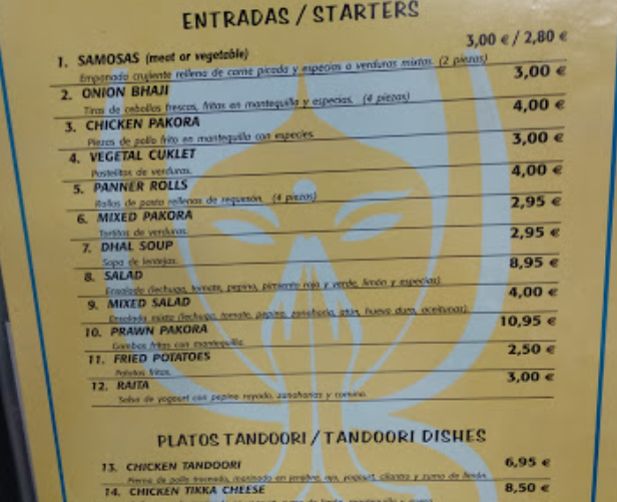 ENTRADAS / STARTERS
1. SAMOSAS (meat or vegetable) 3,00 € / 2,80 €
Empanada crujiente rellena de carne picada y especias o verduras mixtas. (2 piezas)
2. ONION BHAJI 3,00 €
Tiras de cebollas frescas, fritas en mantequilla y especias. (4 piezas)
3. CHICKEN PAKORA 4,00 €
Piezas de pollo frito en mantequilla con especies.
4. VEGETAL CUKLET 3,00 €
Pastelitos de verduras.
5. PANNER ROLLS 4,00 €
Rollos de pasta rellenas de requesón. (4 piezas)
6. MIXED PAKORA 2,95 €
Tortitas de verduras.
7. DHAL SOUP 2,95 €
Sopa de lentejas.
8. SALAD 8,95 €
Ensalada (lechuga, tomate, pepino, pimiente rojo y verde, limón y especias).
9. MIXED SALAD 4,00 €
Ensalada mixta (lechuga, tomate, pepino, zanahoria, atún, huevo duro, aceitunas).
10. PRAWN PAKORA 10,95 €
Gambas fritas con mantequilla.
11. FRIED POTATOES 2,50 €
Patatas fritas.
12. RAITA 3,00 €
Salsa de yogourt con pepino rayado, zanahorias y comino.
PLATOS TANDOORI / TANDOORI DISHES
13. CHICKEN TANDOORI 6,95 €
Pierna de pollo troceada, marinado en jengibre, ajo, yogourt, cilantro y zumo de limón.
14. CHICKEN TIKKA CHEESE 8,50 €